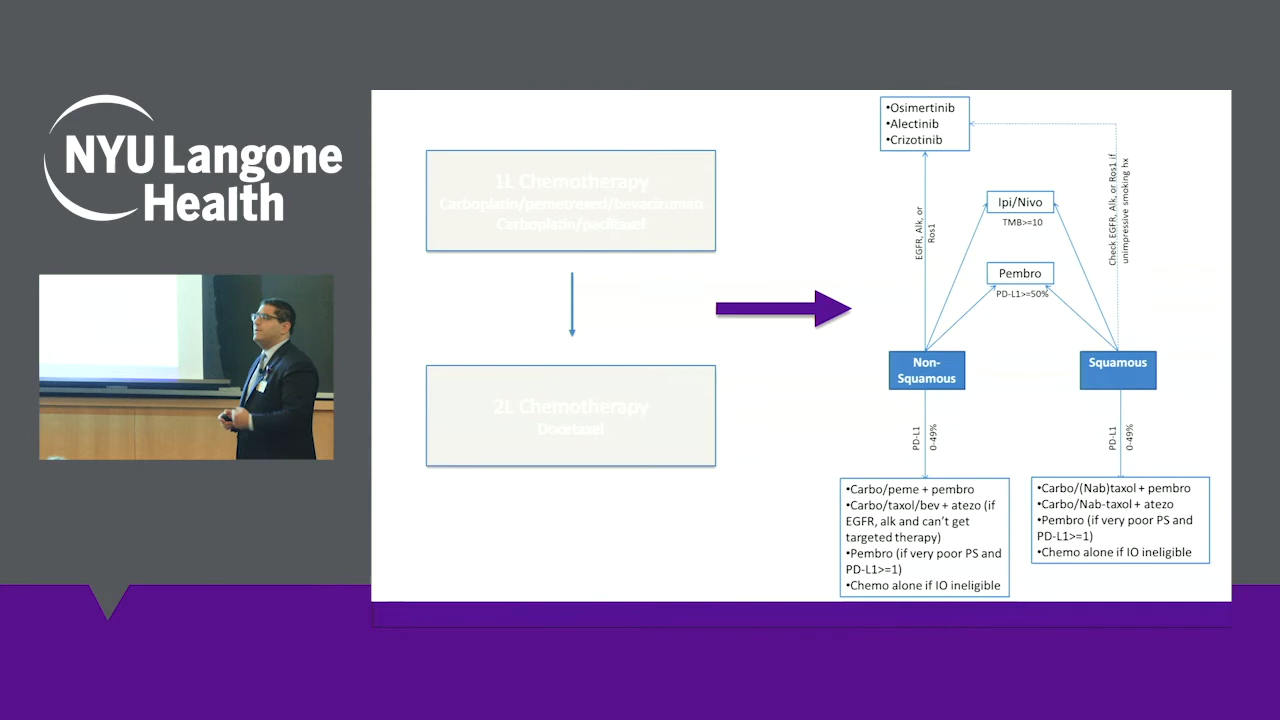 NYU Langone
Health
1L Chemotherapy
Carboplatin/pemetrexed/bevacizuman
Carboplatin/paclitaxel
2L Chemotherapy
Docetaxel
•Osimertinib
•Alectinib
•Crizotinib
EGFR, Alk, or
Ros1
Ipi/Nivo
TMB>=10
Pembro
PD-L1>=50%
Check EGFR, Alk, or Ros1 if
unimpressive smoking hx
Non-
Squamous
Squamous
PD-L1
0-49%
PD-L1
0-49%
•Carbo/peme + pembro
•Carbo/taxol/bev + atezo (if
EGFR, alk and can't get
targeted therapy)
•Pembro (if very poor PS and
PD-L1>=1)
•Chemo alone if IO ineligible
•Carbo/(Nab)taxol + pembro
•Carbo/Nab-taxol + atezo
•Pembro (if very poor PS and
PD-L1>=1)
•Chemo alone if IO ineligible